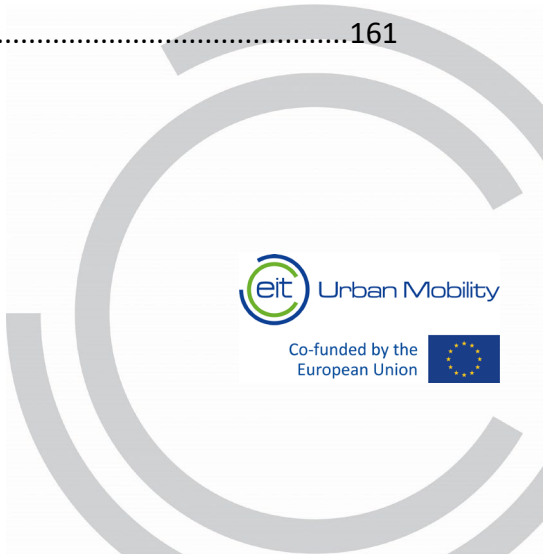 ........................................161
eit Urban Mobility
Co-funded by the
European Union